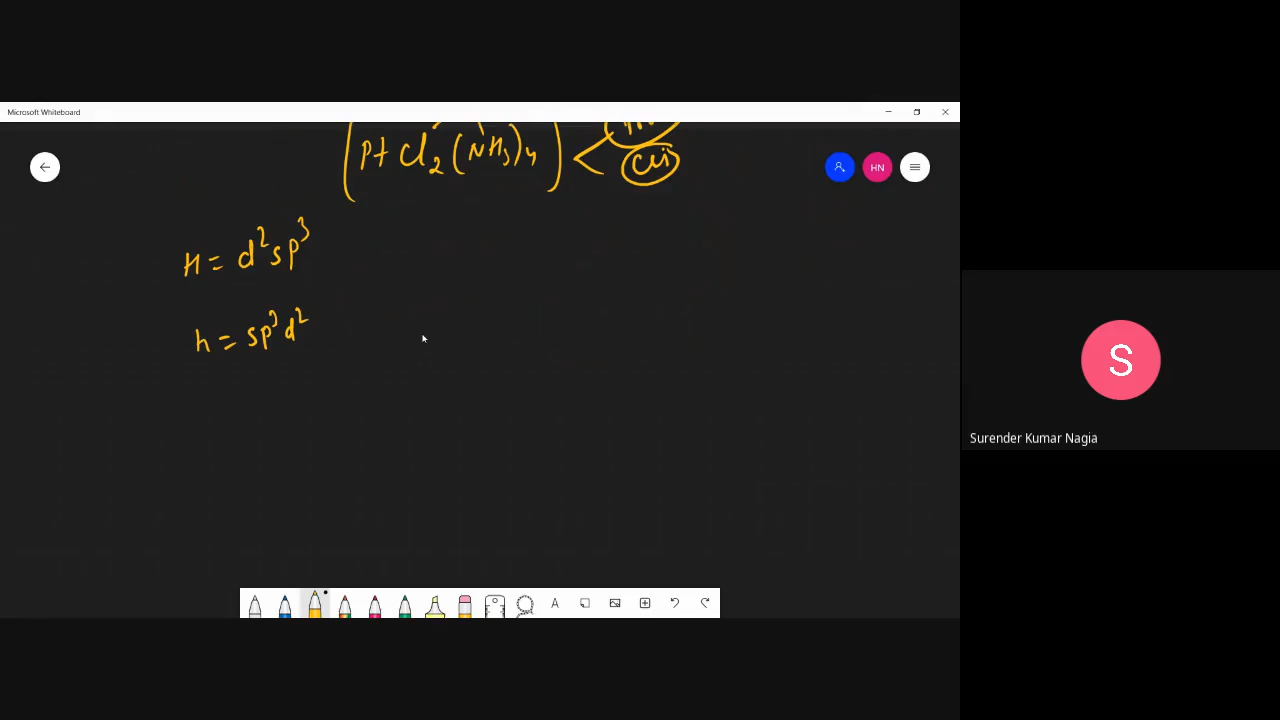 Microsoft Whiteboard
[Pt Cl2 (NH3)4] <
Cis
HN
H = d²sp³
h = sp³d²
S
Surender Kumar Nagia
A